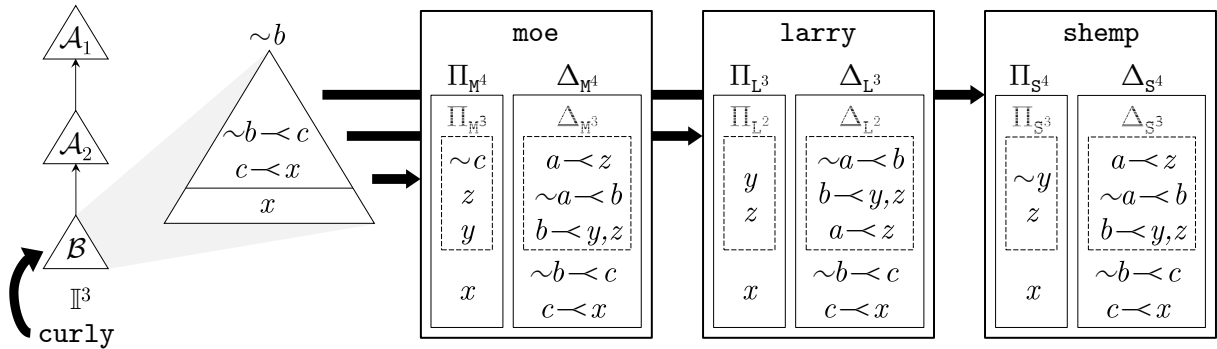 𝒜₁
𝒜₂
ℬ
𝕀³
curly
∼b
∼b ⤙ c
c ⤙ x
x
moe
Π_M⁴ Δ_M⁴
Π_M³ Δ_M³
∼c
z
y
a ⤙ z
∼a ⤙ b
b ⤙ y,z
x
∼b ⤙ c
c ⤙ x
larry
Π_L³ Δ_L³
Π_L² Δ_L²
y
z
∼a ⤙ b
b ⤙ y,z
a ⤙ z
x
∼b ⤙ c
c ⤙ x
shemp
Π_S⁴ Δ_S⁴
Π_S³ Δ_S³
∼y
z
a ⤙ z
∼a ⤙ b
b ⤙ y,z
x
∼b ⤙ c
c ⤙ x